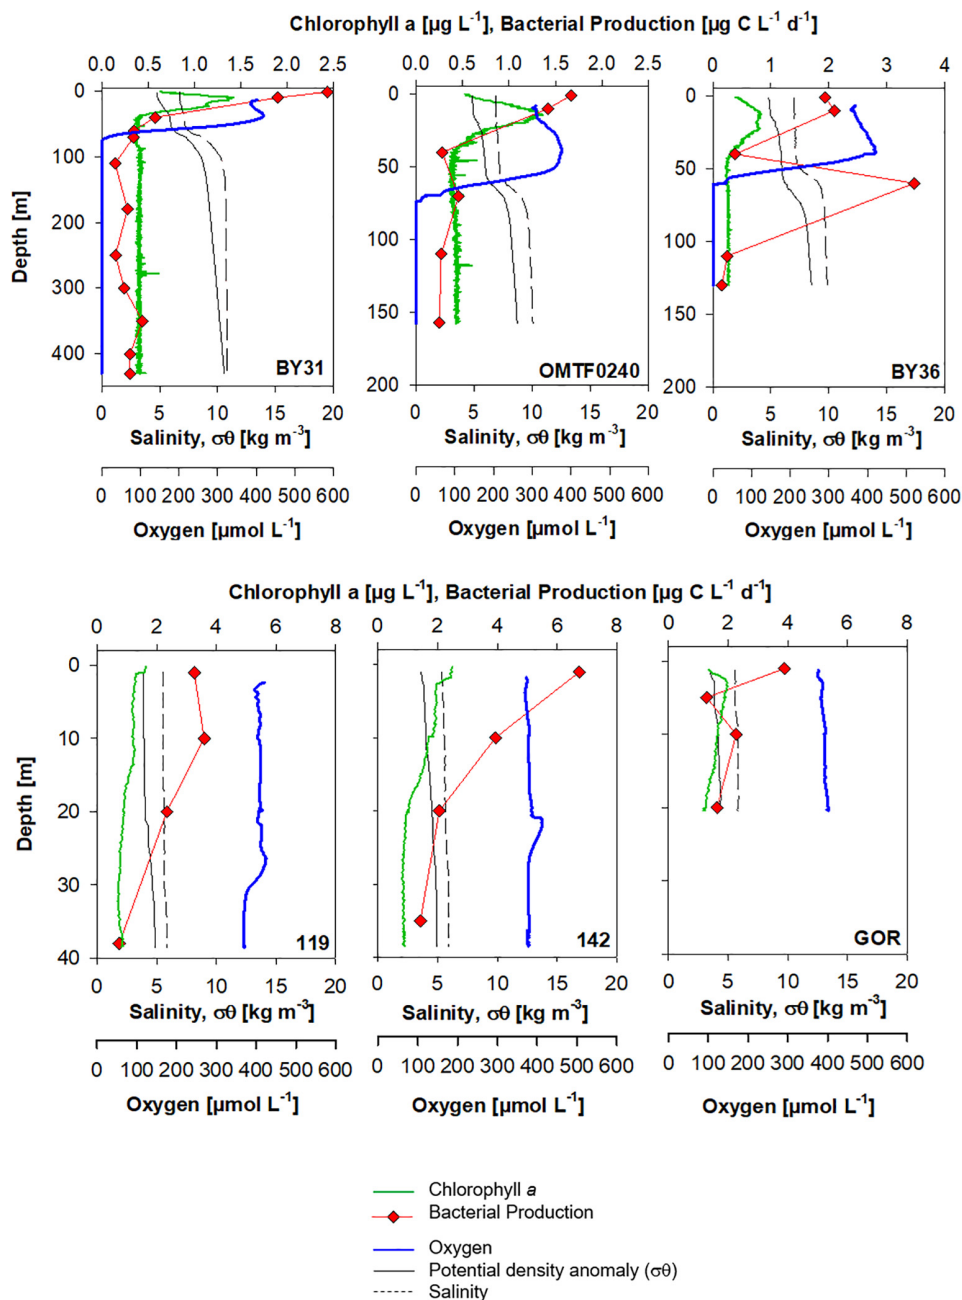 Chlorophyll a [µg L⁻¹], Bacterial Production [µg C L⁻¹ d⁻¹]
0.0 0.5 1.0 1.5 2.0 2.5
0.0 0.5 1.0 1.5 2.0 2.5
0 1 2 3 4
Depth [m]
0
100
200
300
400
BY31
0
50
100
150
200
OMTF0240
0
50
100
150
200
BY36
0 5 10 15 20
0 5 10 15 20
0 5 10 15 20
Salinity, σθ [kg m⁻³]
Salinity, σθ [kg m⁻³]
Salinity, σθ [kg m⁻³]
0 100 200 300 400 500 600
0 100 200 300 400 500 600
0 100 200 300 400 500 600
Oxygen [µmol L⁻¹]
Oxygen [µmol L⁻¹]
Oxygen [µmol L⁻¹]
Chlorophyll a [µg L⁻¹], Bacterial Production [µg C L⁻¹ d⁻¹]
0 2 4 6 8
0 2 4 6 8
0 2 4 6 8
Depth [m]
0
10
20
30
40
119
142
GOR
0 5 10 15 20
0 5 10 15 20
0 5 10 15 20
Salinity, σθ [kg m⁻³]
Salinity, σθ [kg m⁻³]
Salinity, σθ [kg m⁻³]
0 100 200 300 400 500 600
0 100 200 300 400 500 600
0 100 200 300 400 500 600
Oxygen [µmol L⁻¹]
Oxygen [µmol L⁻¹]
Oxygen [µmol L⁻¹]
Chlorophyll a
Bacterial Production
Oxygen
Potential density anomaly (σθ)
Salinity